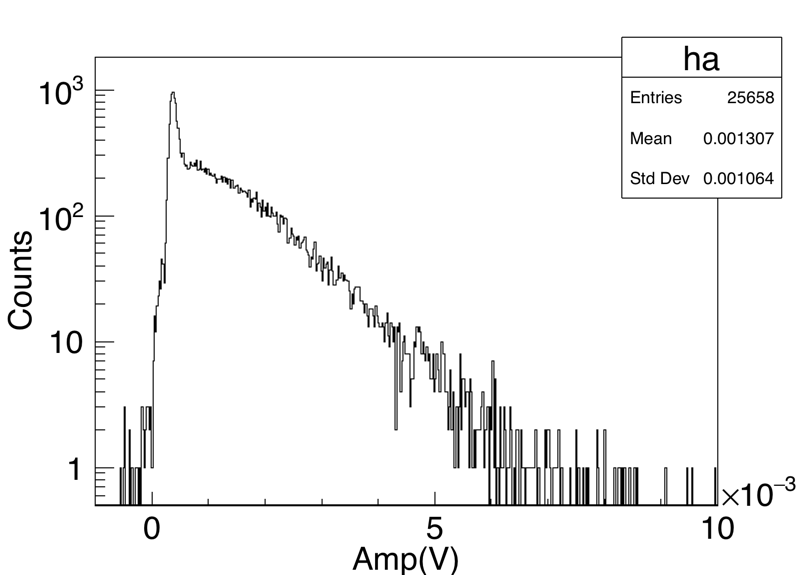 ha
Entries 25658
Mean 0.001307
Std Dev 0.001064
10³
10²
10
1
Counts
0 5 10
×10⁻³
Amp(V)